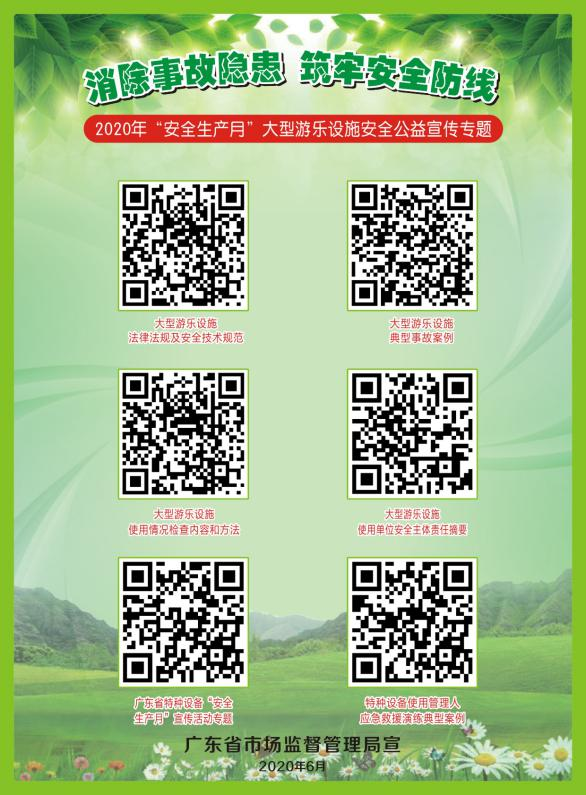 消除事故隐患 筑牢安全防线
2020年“安全生产月”大型游乐设施安全公益宣传专题
大型游乐设施
法律法规及安全技术规范
大型游乐设施
典型事故案例
大型游乐设施
使用情况检查内容和方法
大型游乐设施
使用单位安全主体责任摘要
广东省特种设备“安全
生产月”宣传活动专题
特种设备使用管理人
应急救援演练典型案例
广东省市场监督管理局宣
2020年6月